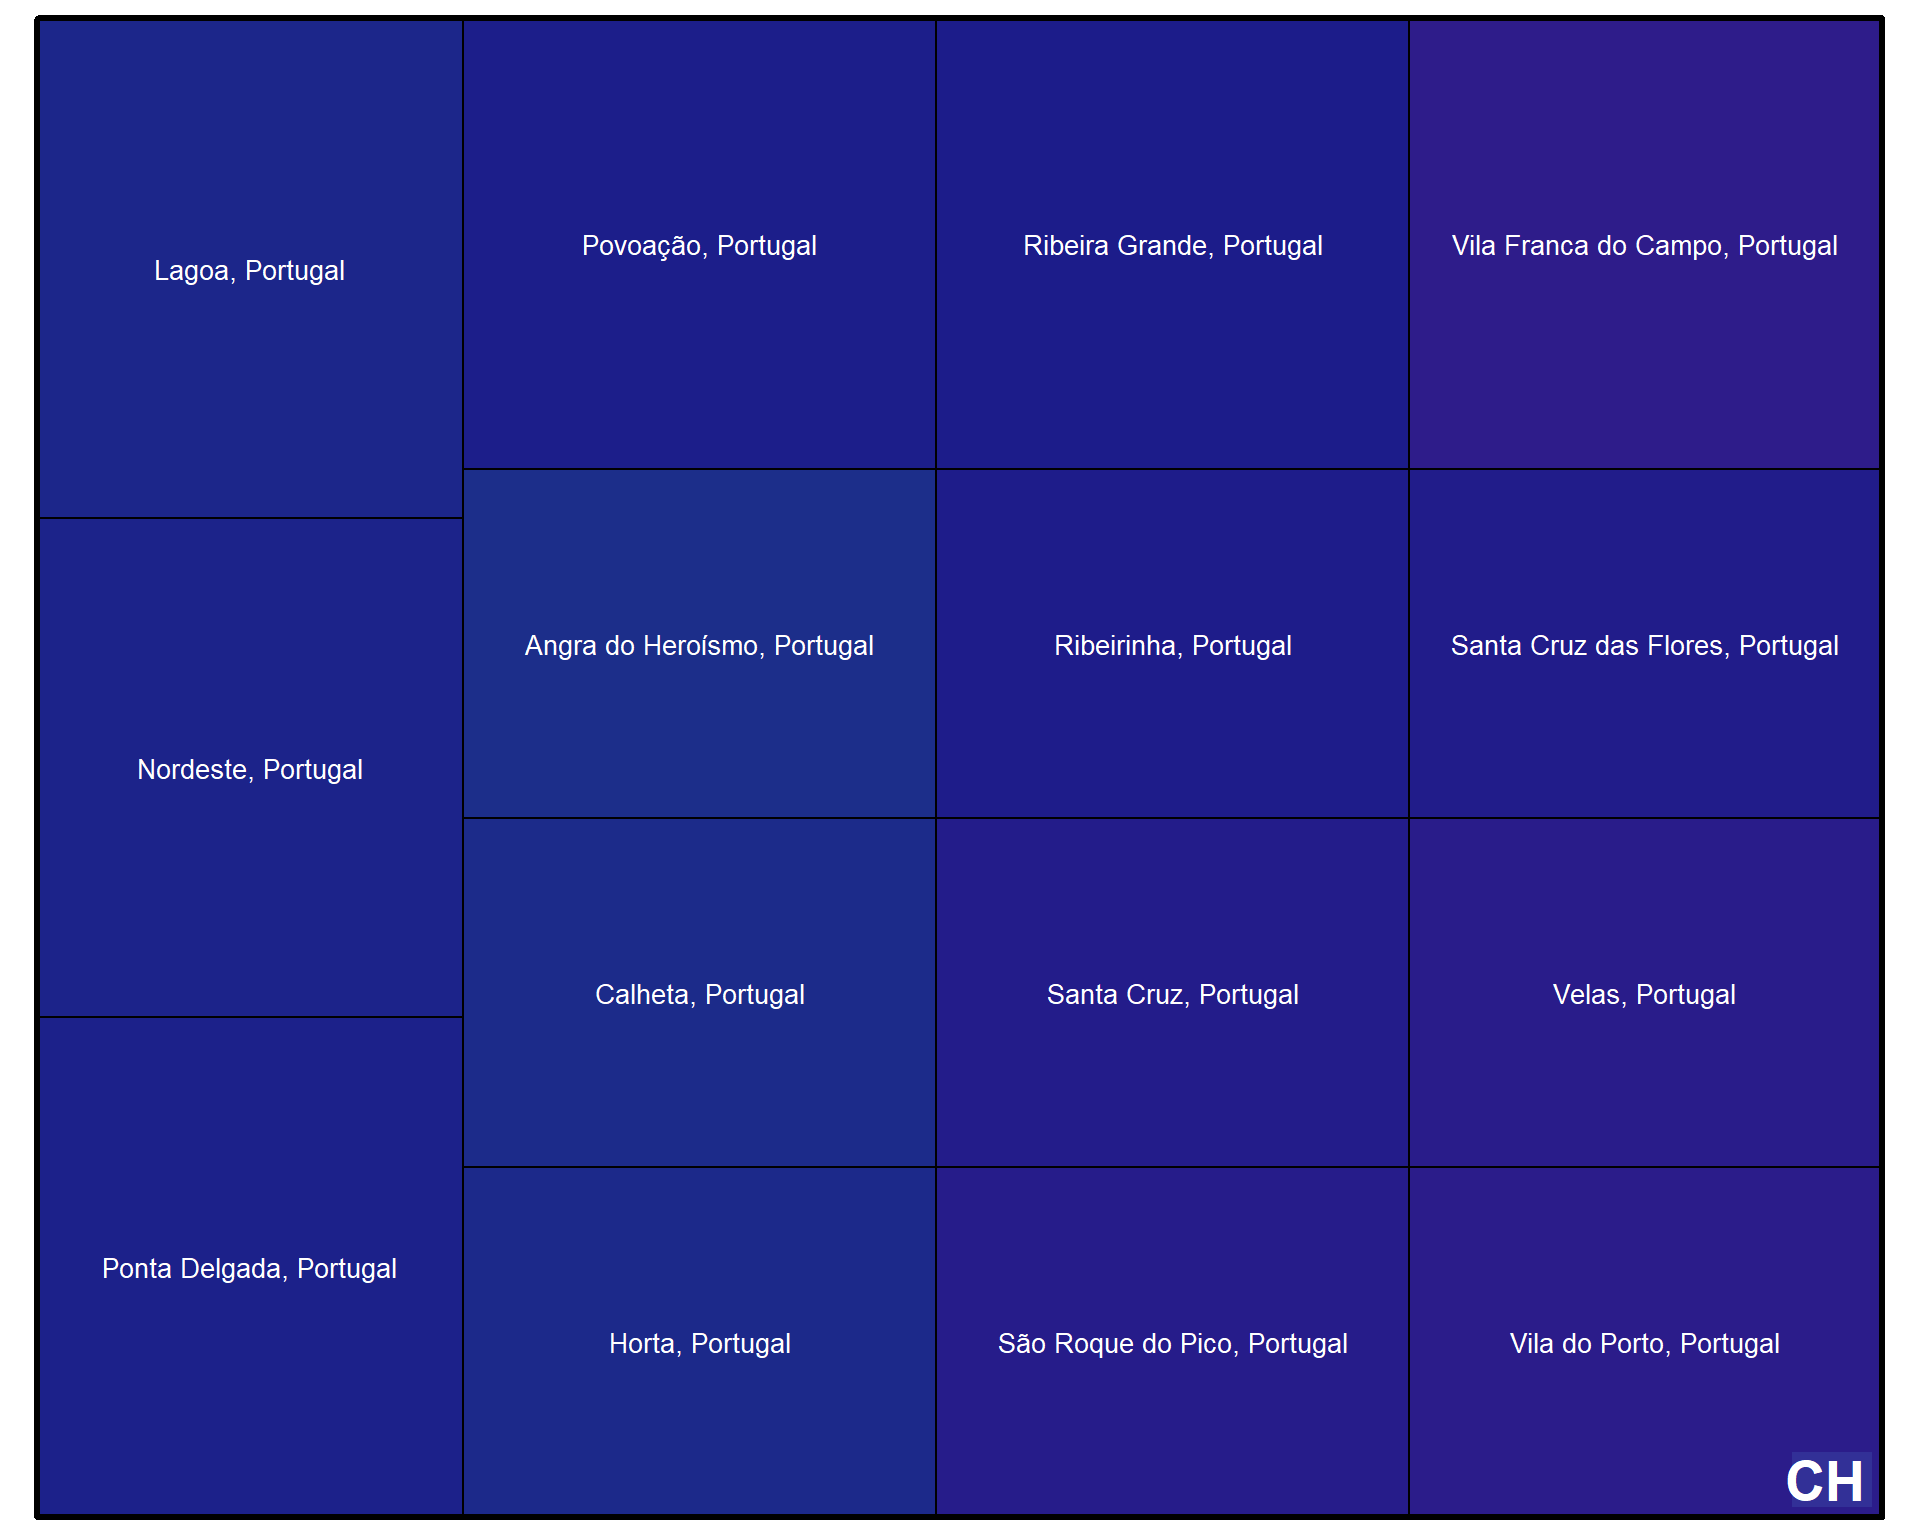 Lagoa, Portugal
Nordeste, Portugal
Ponta Delgada, Portugal
Povoação, Portugal
Ribeira Grande, Portugal
Vila Franca do Campo, Portugal
Angra do Heroísmo, Portugal
Ribeirinha, Portugal
Santa Cruz das Flores, Portugal
Calheta, Portugal
Santa Cruz, Portugal
Velas, Portugal
Horta, Portugal
São Roque do Pico, Portugal
Vila do Porto, Portugal
CH